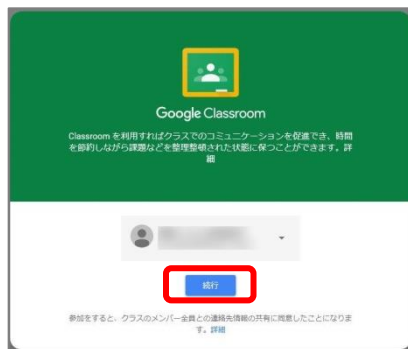 Google Classroom
Classroom を利用すればクラスでのコミュニケーションを促進でき、時間
を節約しながら課題などを整理整頓された状態に保つことができます。詳
細
続行
参加をすると、クラスのメンバー全員との連絡先情報の共有に同意したことになりま
す。詳細